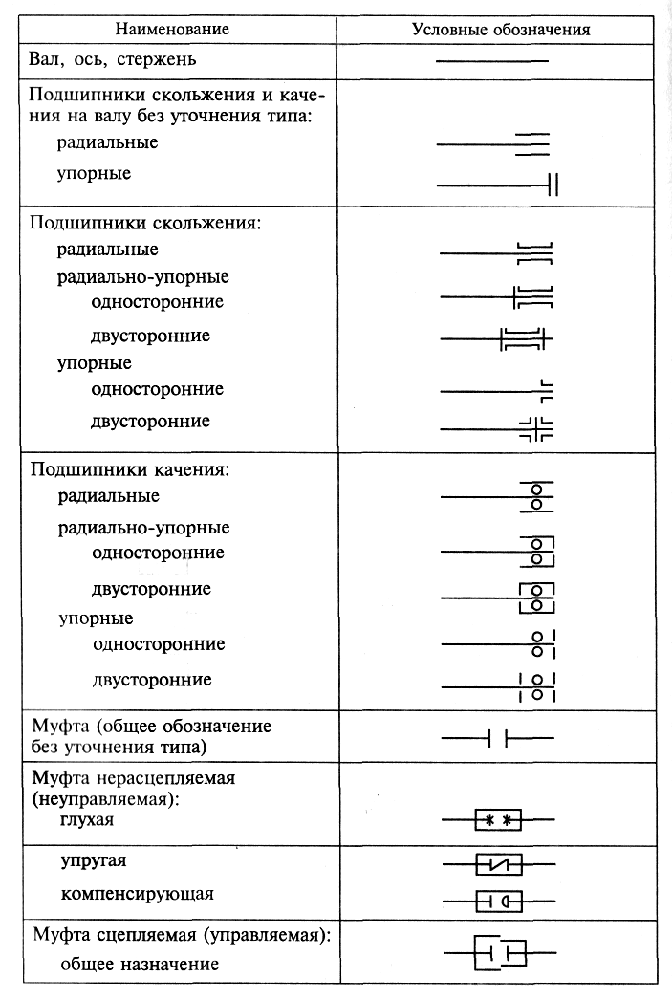 Наименование
Условные обозначения
Вал, ось, стержень
Подшипники скольжения и каче-
ния на валу без уточнения типа:
радиальные
упорные
Подшипники скольжения:
радиальные
радиально-упорные
односторонние
двусторонние
упорные
односторонние
двусторонние
Подшипники качения:
радиальные
радиально-упорные
односторонние
двусторонние
упорные
односторонние
двусторонние
Муфта (общее обозначение
без уточнения типа)
Муфта нерасцепляемая
(неуправляемая):
глухая
упругая
компенсирующая
Муфта сцепляемая (управляемая):
общее назначение